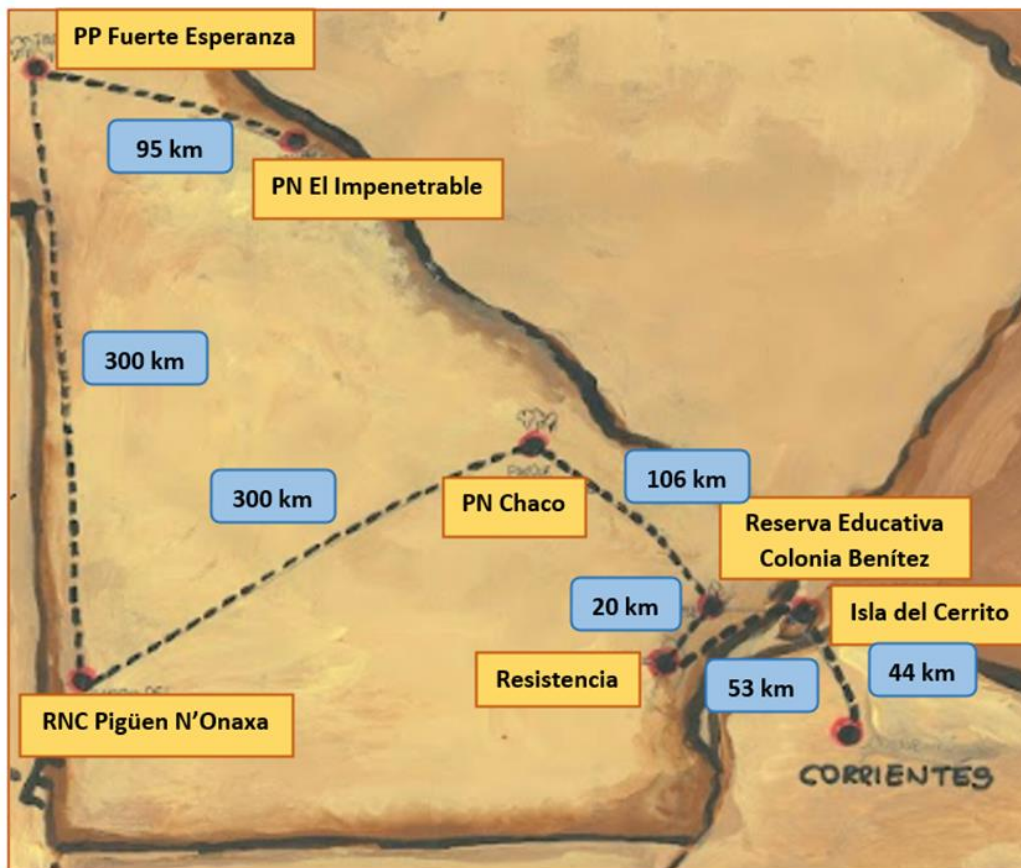 PP Fuerte Esperanza
95 km
PN El Impenetrable
300 km
300 km
PN Chaco
106 km
Reserva Educativa
Colonia Benítez
20 km
Isla del Cerrito
Resistencia
53 km
44 km
RNC Pigüen N'Onaxa
CORRIENTES